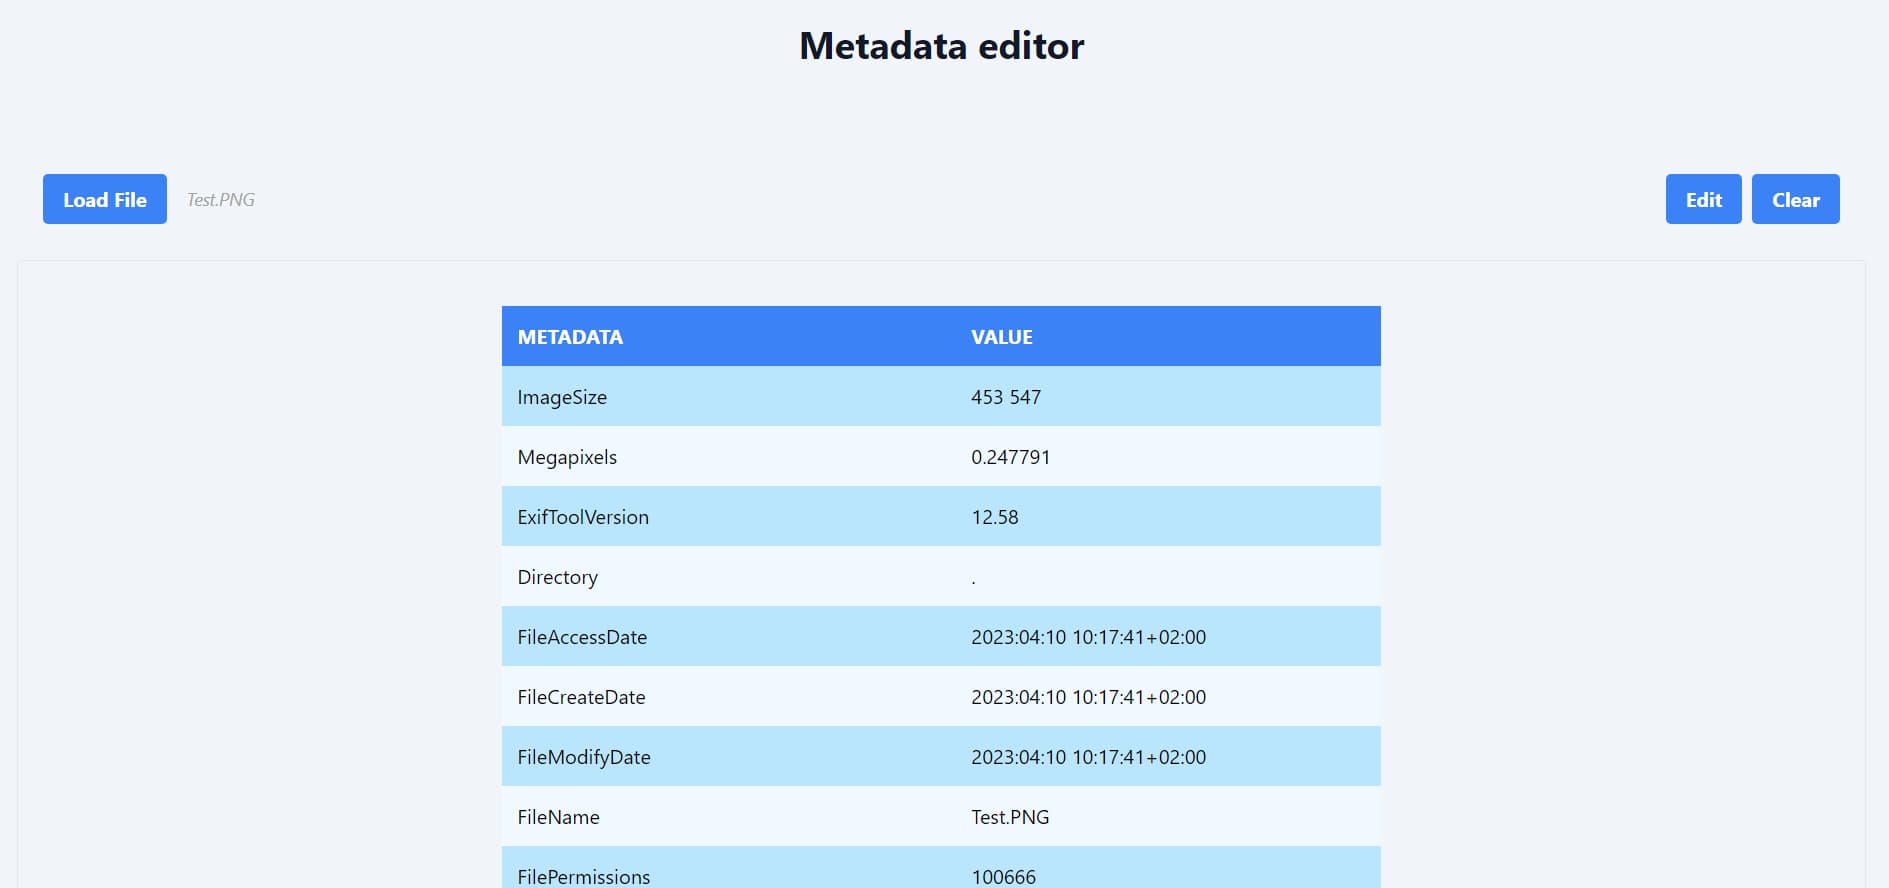 Metadata editor
Load File Test.PNG Edit Clear
METADATA VALUE
ImageSize 453 547
Megapixels 0.247791
ExifToolVersion 12.58
Directory .
FileAccessDate 2023:04:10 10:17:41+02:00
FileCreateDate 2023:04:10 10:17:41+02:00
FileModifyDate 2023:04:10 10:17:41+02:00
FileName Test.PNG
FilePermissions 100666